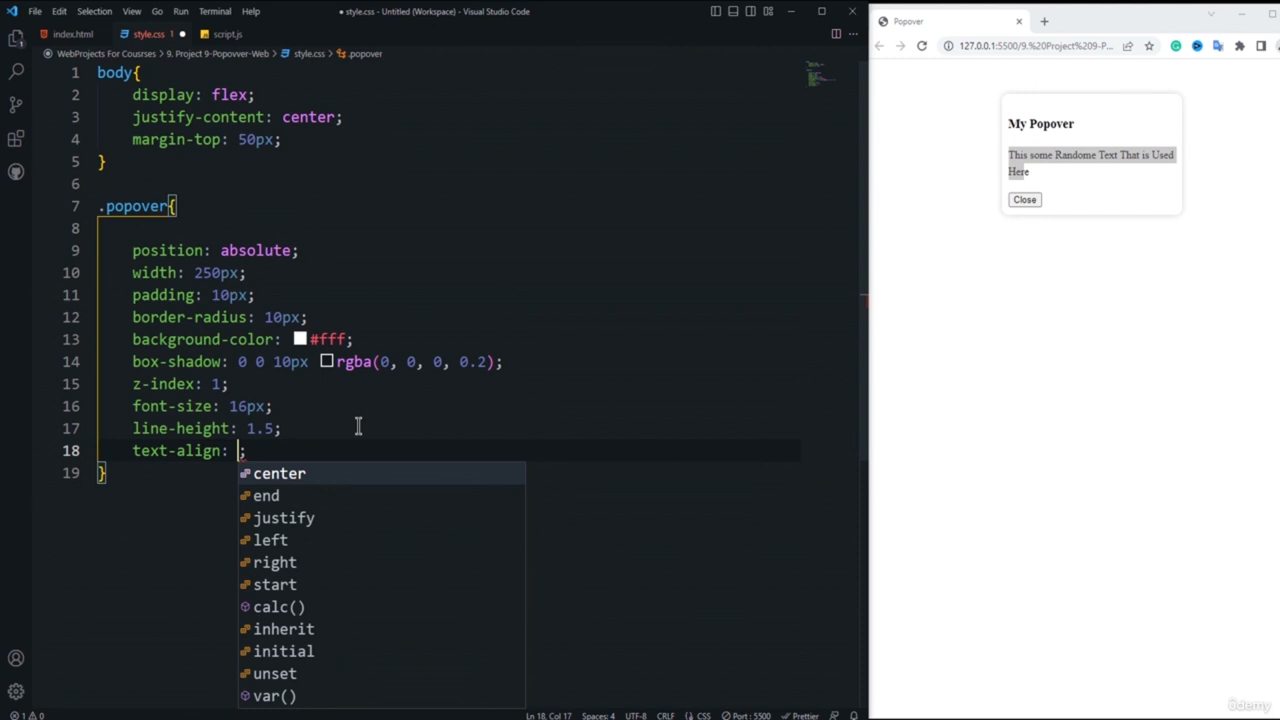 File Edit Selection View Go Run Terminal Help
● style.css - Untitled (Workspace) - Visual Studio Code
index.html
style.css 1 ●
script.js
WebProjects For Coursses > 9. Project 9-Popovver-Web > style.css > .popover
1 body{
2 display: flex;
3 justify-content: center;
4 margin-top: 50px;
5 }
6
7 .popover{
8
9 position: absolute;
10 width: 250px;
11 padding: 10px;
12 border-radius: 10px;
13 background-color: #fff;
14 box-shadow: 0 0 10px rgba(0, 0, 0, 0.2);
15 z-index: 1;
16 font-size: 16px;
17 line-height: 1.5;
18 text-align: ;
19 }
center
end
justify
left
right
start
calc()
inherit
initial
unset
var()
1 0
Ln 18, Col 17 Spaces: 4 UTF-8 CRLF CSS Port : 5500 Prettier
Popover
127.0.0.1:5500/9.%20Project%209-P...
My Popover
This some Randome Text That is Used
Here
Close
ûdemy